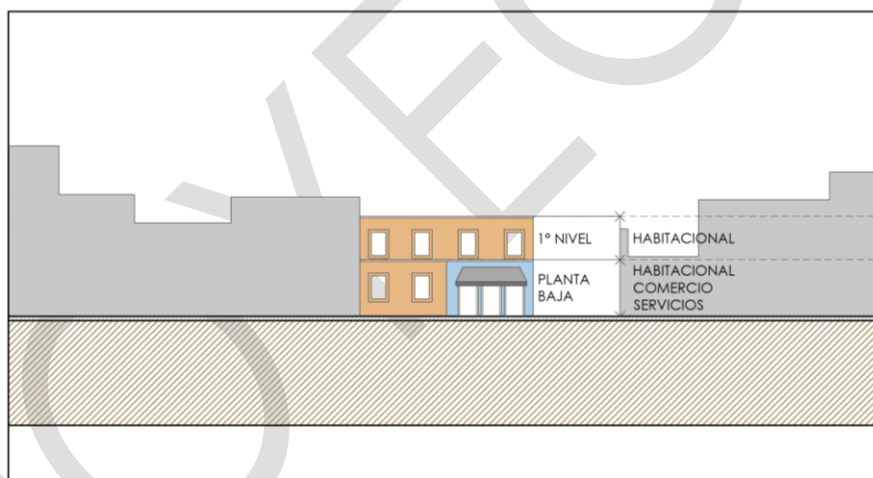 1° NIVEL
HABITACIONAL
PLANTA
BAJA
HABITACIONAL
COMERCIO
SERVICIOS